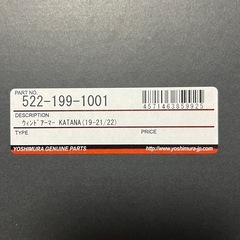 PART NO.
522-199-1001
4571463859925
DESCRIPTION
ウィンドアーマー KATANA(19-21/22)
TYPE
PRICE
YOSHIMURA GENUINE PARTS
http://www.yoshimura-jp.com